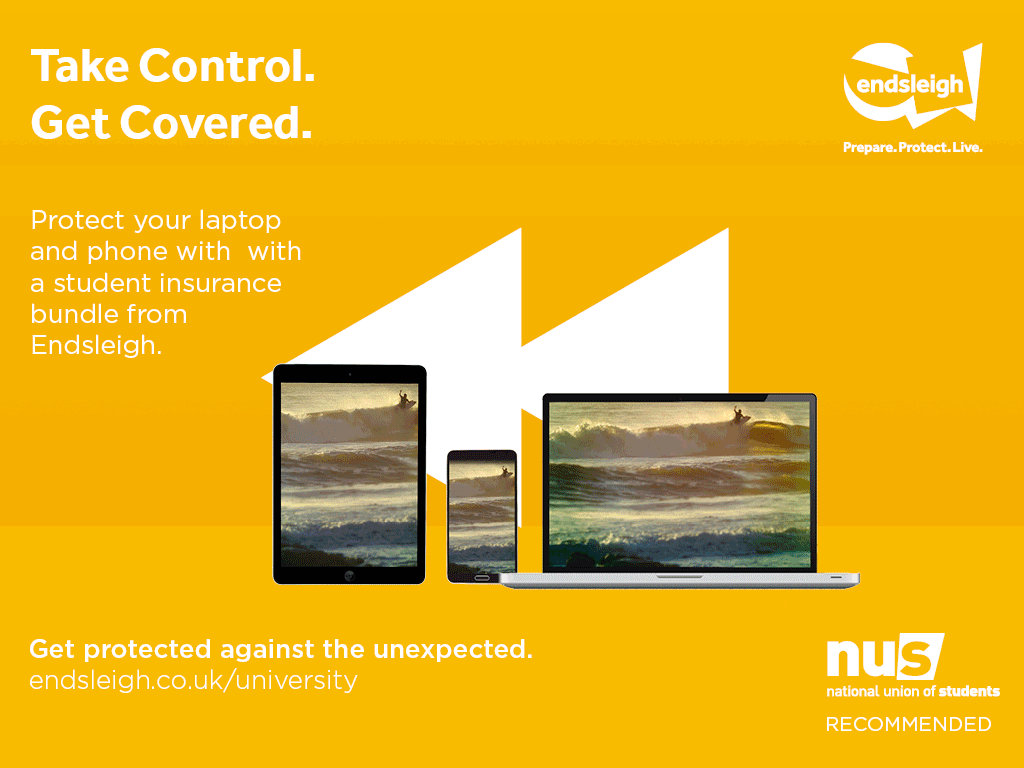 Take Control.
Get Covered.
endsleigh
Prepare. Protect. Live.
Protect your laptop
and phone with  with
a student insurance
bundle from
Endsleigh.
Get protected against the unexpected.
endsleigh.co.uk/university
nus
national union of students
RECOMMENDED